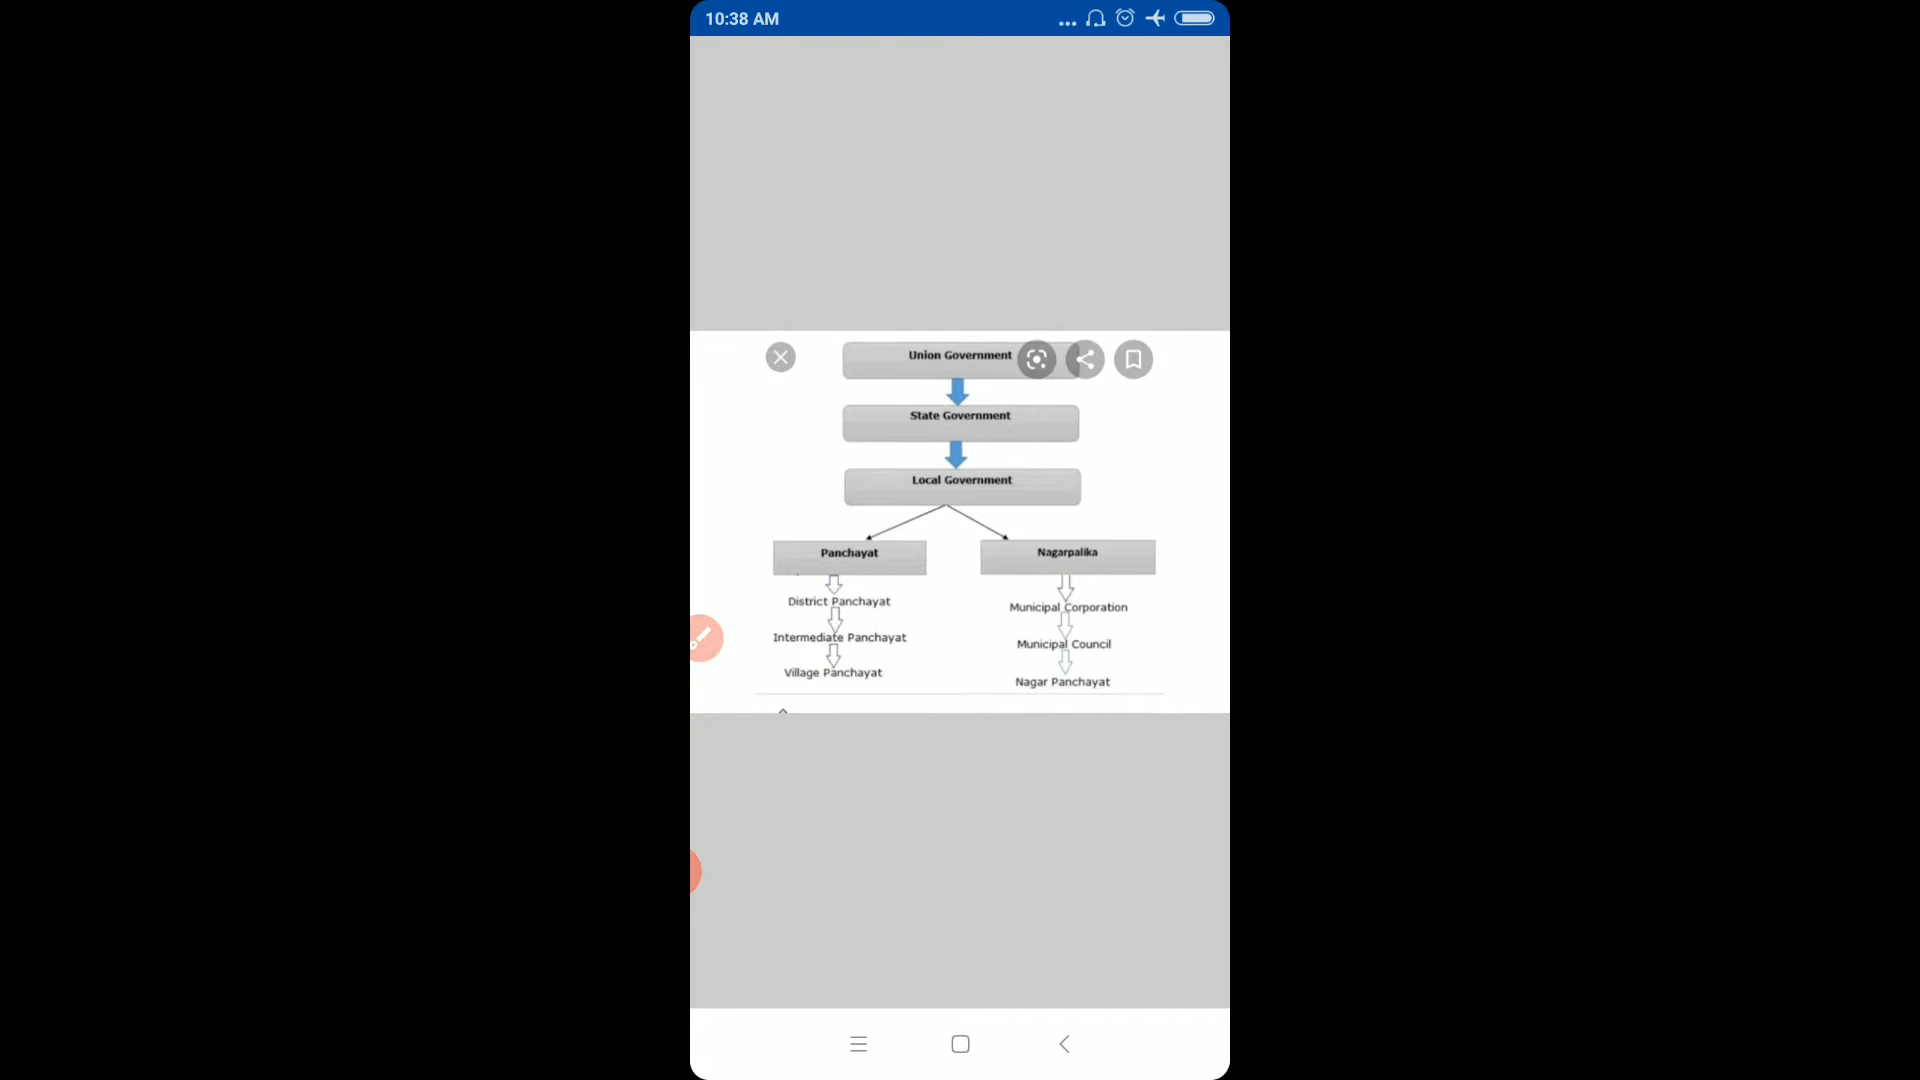 10:38 AM
Union Government
State Government
Local Government
Panchayat
Nagarpalika
District Panchayat
Municipal Corporation
Intermediate Panchayat
Municipal Council
Village Panchayat
Nagar Panchayat